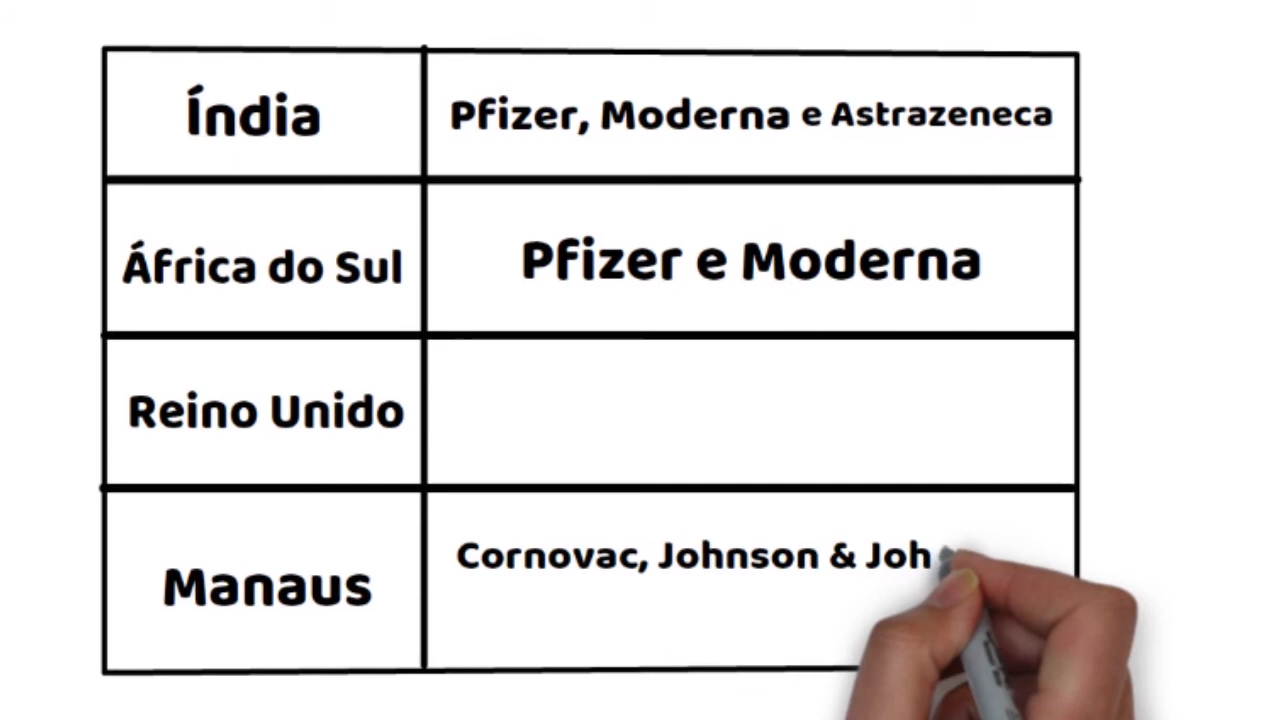 Índia
Pfizer, Moderna e Astrazeneca
África do Sul
Pfizer e Moderna
Reino Unido
Manaus
Cornovac, Johnson & Joh